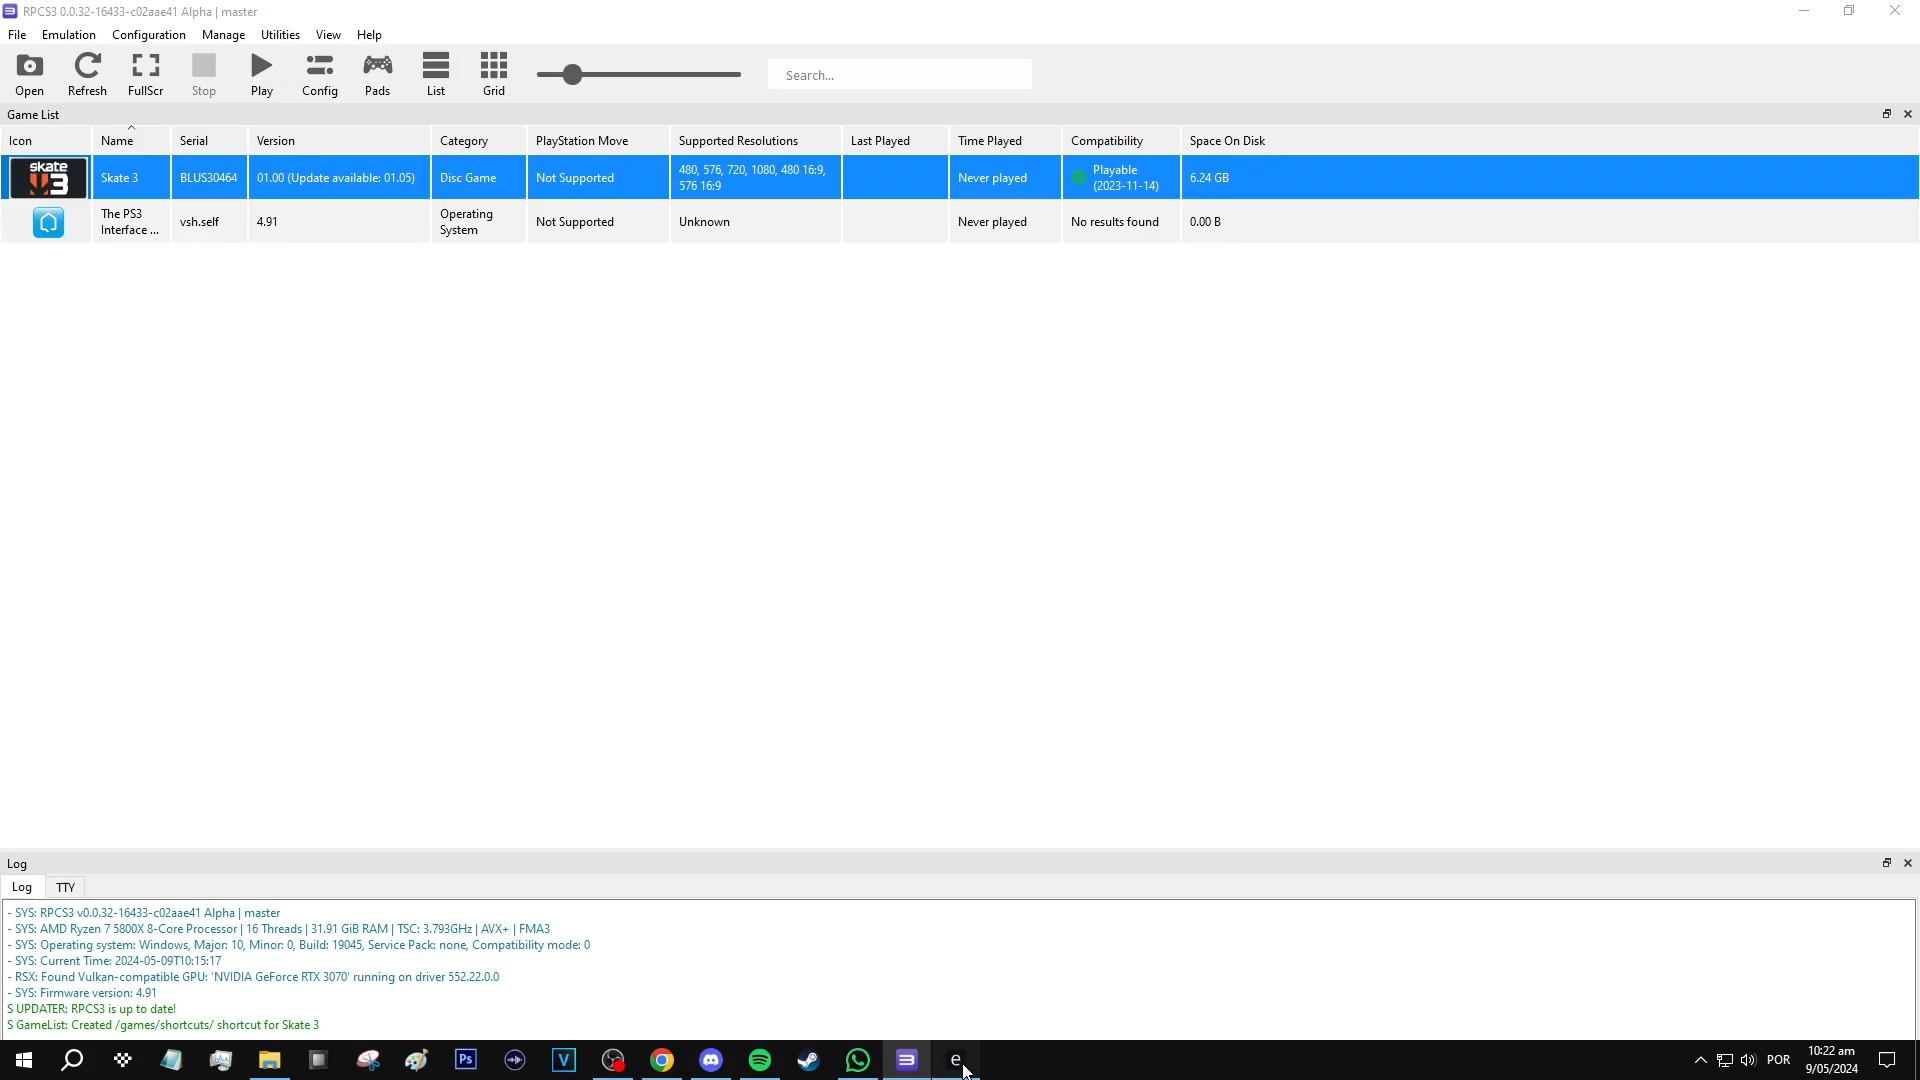 RPCS3 0.0.32-16433-c02aae41 Alpha | master
File Emulation Configuration Manage Utilities View Help
Open Refresh FullScr Stop Play Config Pads List Grid Search...
Game List
Icon Name Serial Version Category PlayStation Move Supported Resolutions Last Played Time Played Compatibility Space On Disk
skate 3 Skate 3 BLUS30464 01.00 (Update available: 01.05) Disc Game Not Supported 480, 576, 720, 1080, 480 16:9, 576 16:9 Never played Playable (2023-11-14) 6.24 GB
The PS3 Interface ... vsh.self 4.91 Operating System Not Supported Unknown Never played No results found 0.00 B
Log
Log TTY
- SYS: RPCS3 v0.0.32-16433-c02aae41 Alpha | master
- SYS: AMD Ryzen 7 5800X 8-Core Processor | 16 Threads | 31.91 GiB RAM | TSC: 3.793GHz | AVX+ | FMA3
- SYS: Operating system: Windows, Major: 10, Minor: 0, Build: 19045, Service Pack: none, Compatibility mode: 0
- SYS: Current Time: 2024-05-09T10:15:17
- RSX: Found Vulkan-compatible GPU: 'NVIDIA GeForce RTX 3070' running on driver 552.22.0.0
- SYS: Firmware version: 4.91
S UPDATER: RPCS3 is up to date!
S GameList: Created /games/shortcuts/ shortcut for Skate 3
Ps V e POR 10:22 am
9/05/2024